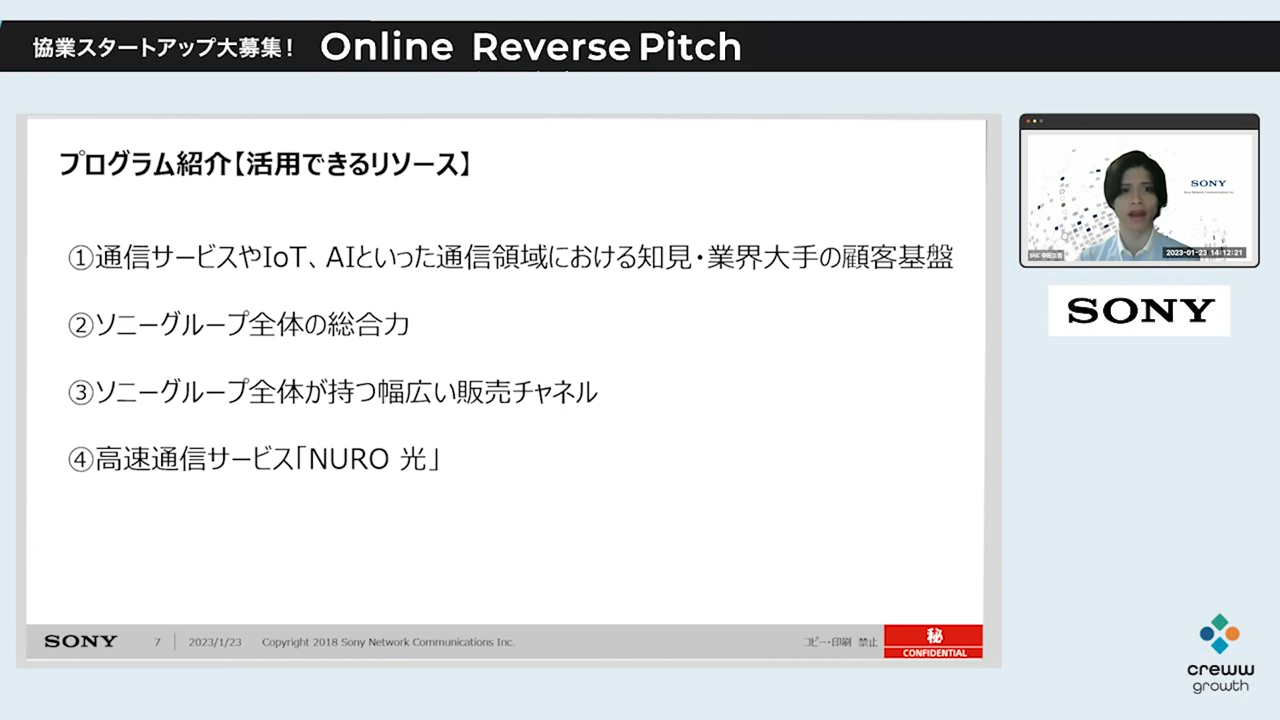 協業スタートアップ大募集！ Online Reverse Pitch
プログラム紹介【活用できるリソース】
①通信サービスやIoT、AIといった通信領域における知見・業界大手の顧客基盤
②ソニーグループ全体の総合力
③ソニーグループ全体が持つ幅広い販売チャネル
④高速通信サービス「NURO 光」
SONY 7 2023/1/23 Copyright 2018 Sony Network Communications Inc. コピー・印刷 禁止 秘
CONFIDENTIAL
SONY
Sony Network Communications Inc.
2023-01-23 14:12:21
SONY
creww
growth